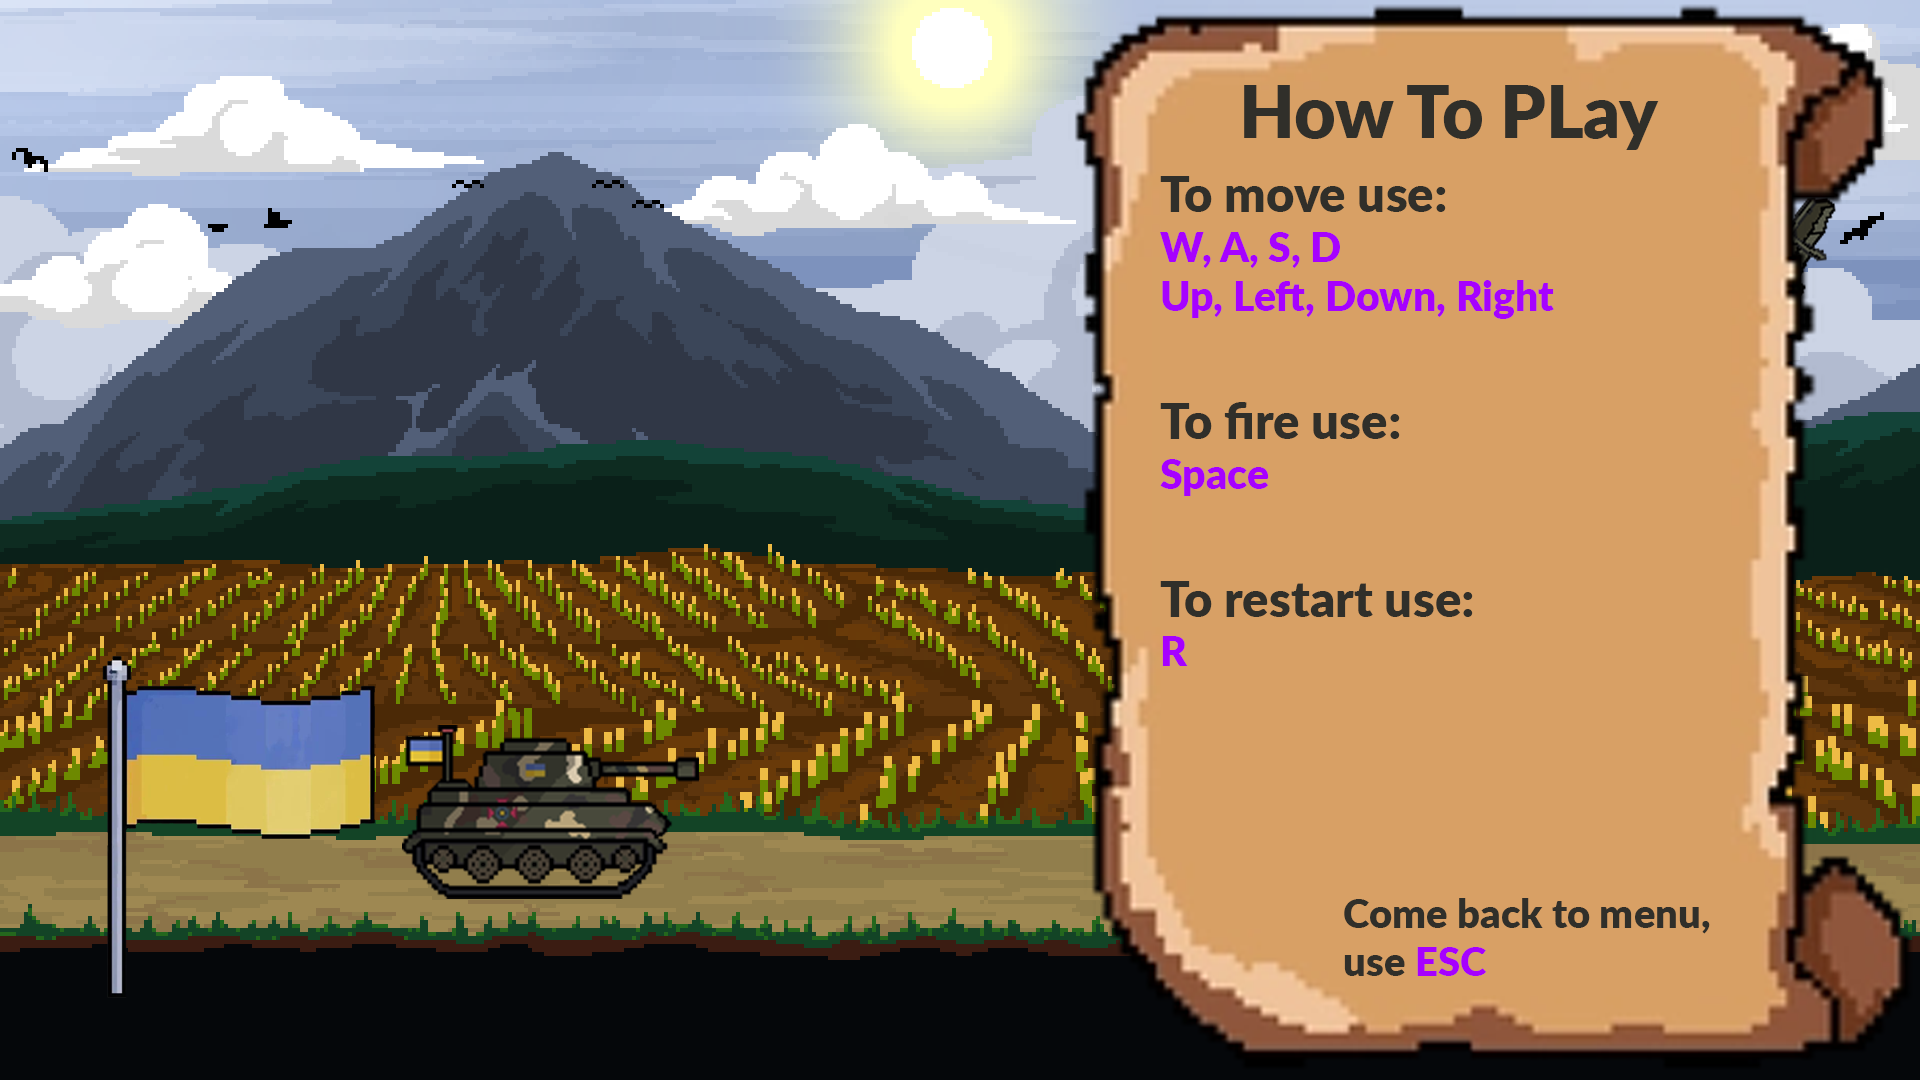 How To PLay
To move use:
W, A, S, D
Up, Left, Down, Right
To fire use:
Space
To restart use:
R
Come back to menu,
use ESC